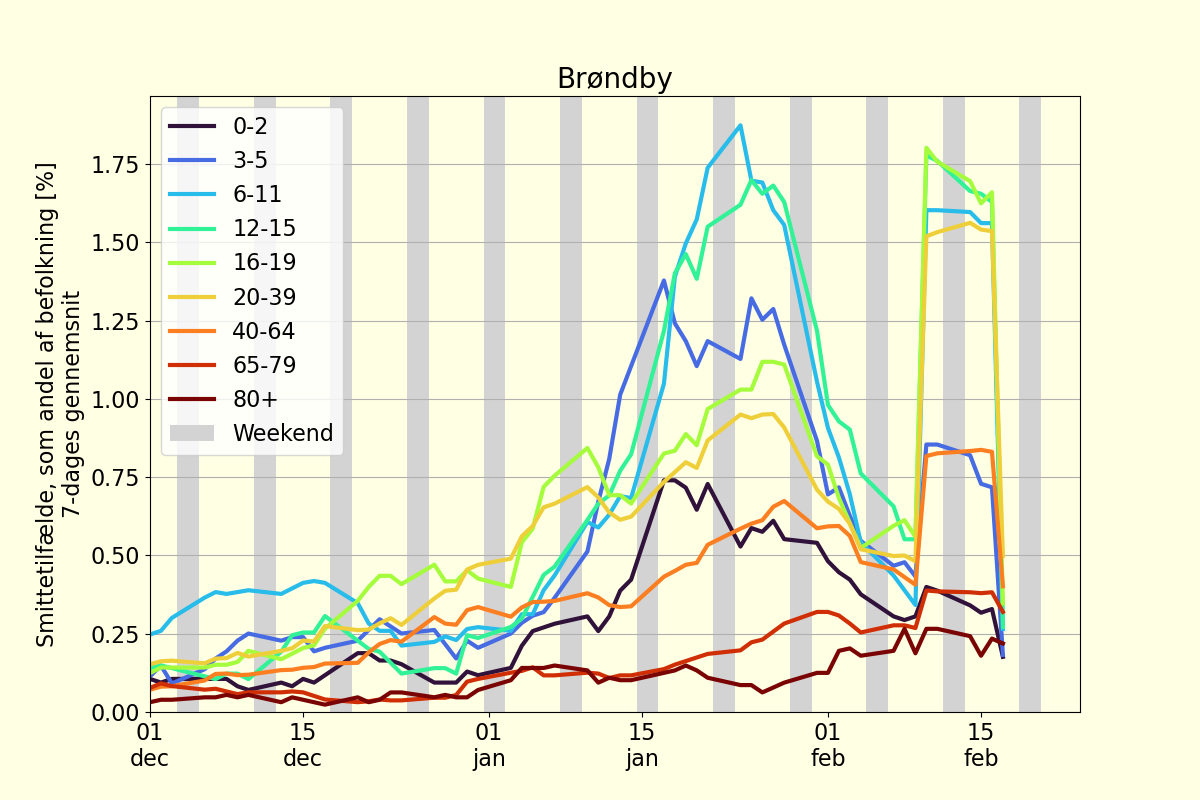 Brøndby
Smittetilfælde, som andel af befolkning [%]
7-dages gennemsnit
1.75
1.50
1.25
1.00
0.75
0.50
0.25
0.00
0-2
3-5
6-11
12-15
16-19
20-39
40-64
65-79
80+
Weekend
01 15 01 15 01 15
dec dec jan jan feb feb